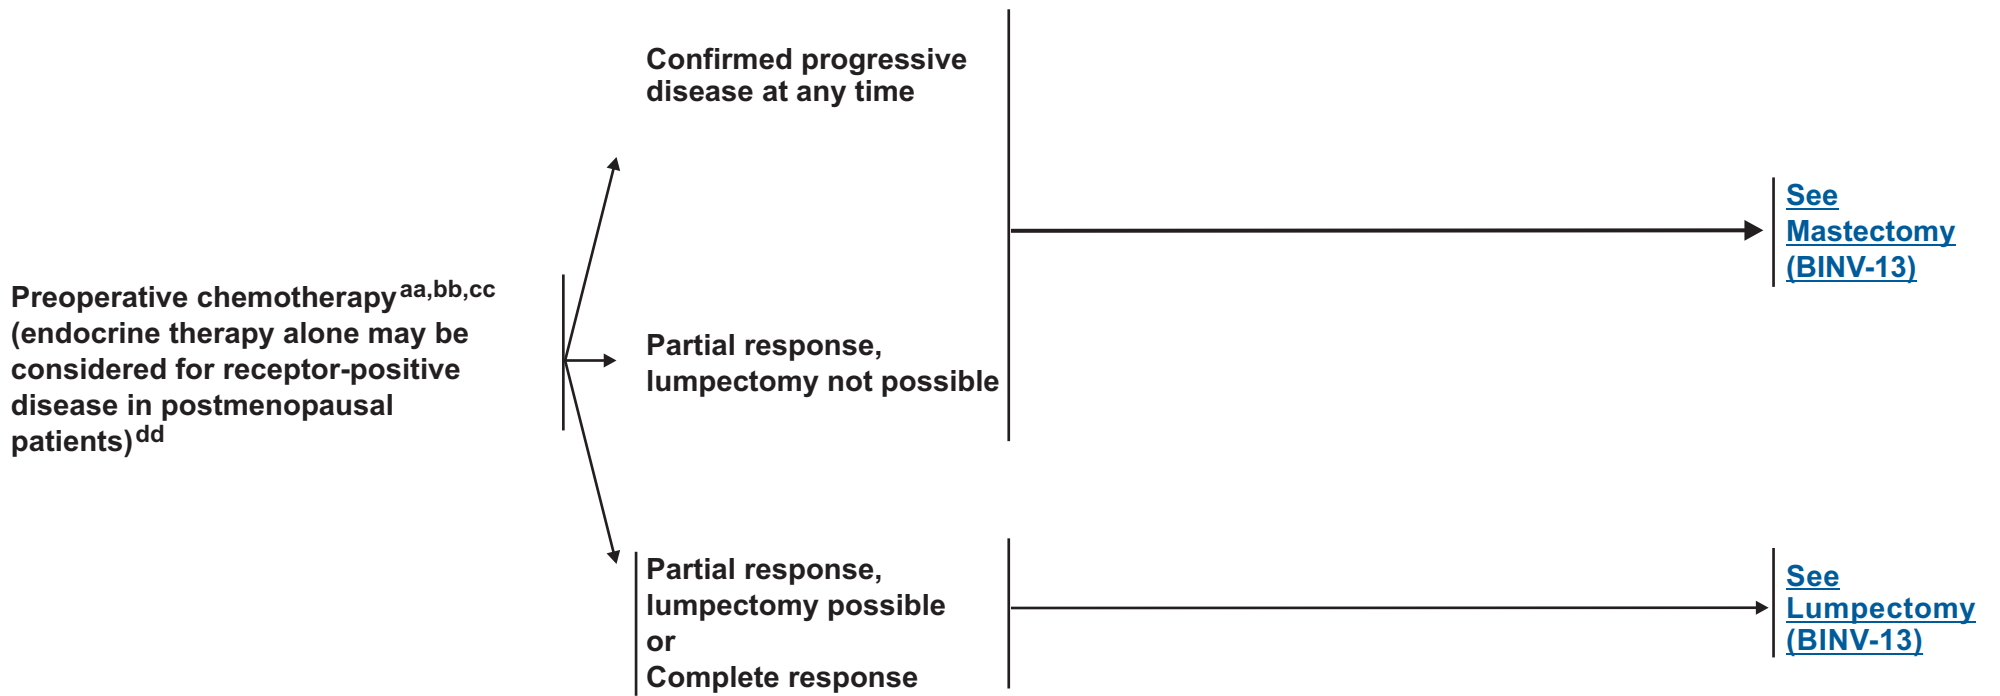 Preoperative chemotherapy aa,bb,cc
(endocrine therapy alone may be
considered for receptor-positive
disease in postmenopausal
patients) dd
Confirmed progressive
disease at any time
Partial response,
lumpectomy not possible
Partial response,
lumpectomy possible
or
Complete response
See
Mastectomy
(BINV-13)
See
Lumpectomy
(BINV-13)